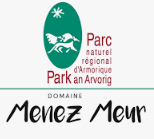 Parc
naturel
régional
d'Armorique
Park an Arvorig
DOMAINE
Menez Meur